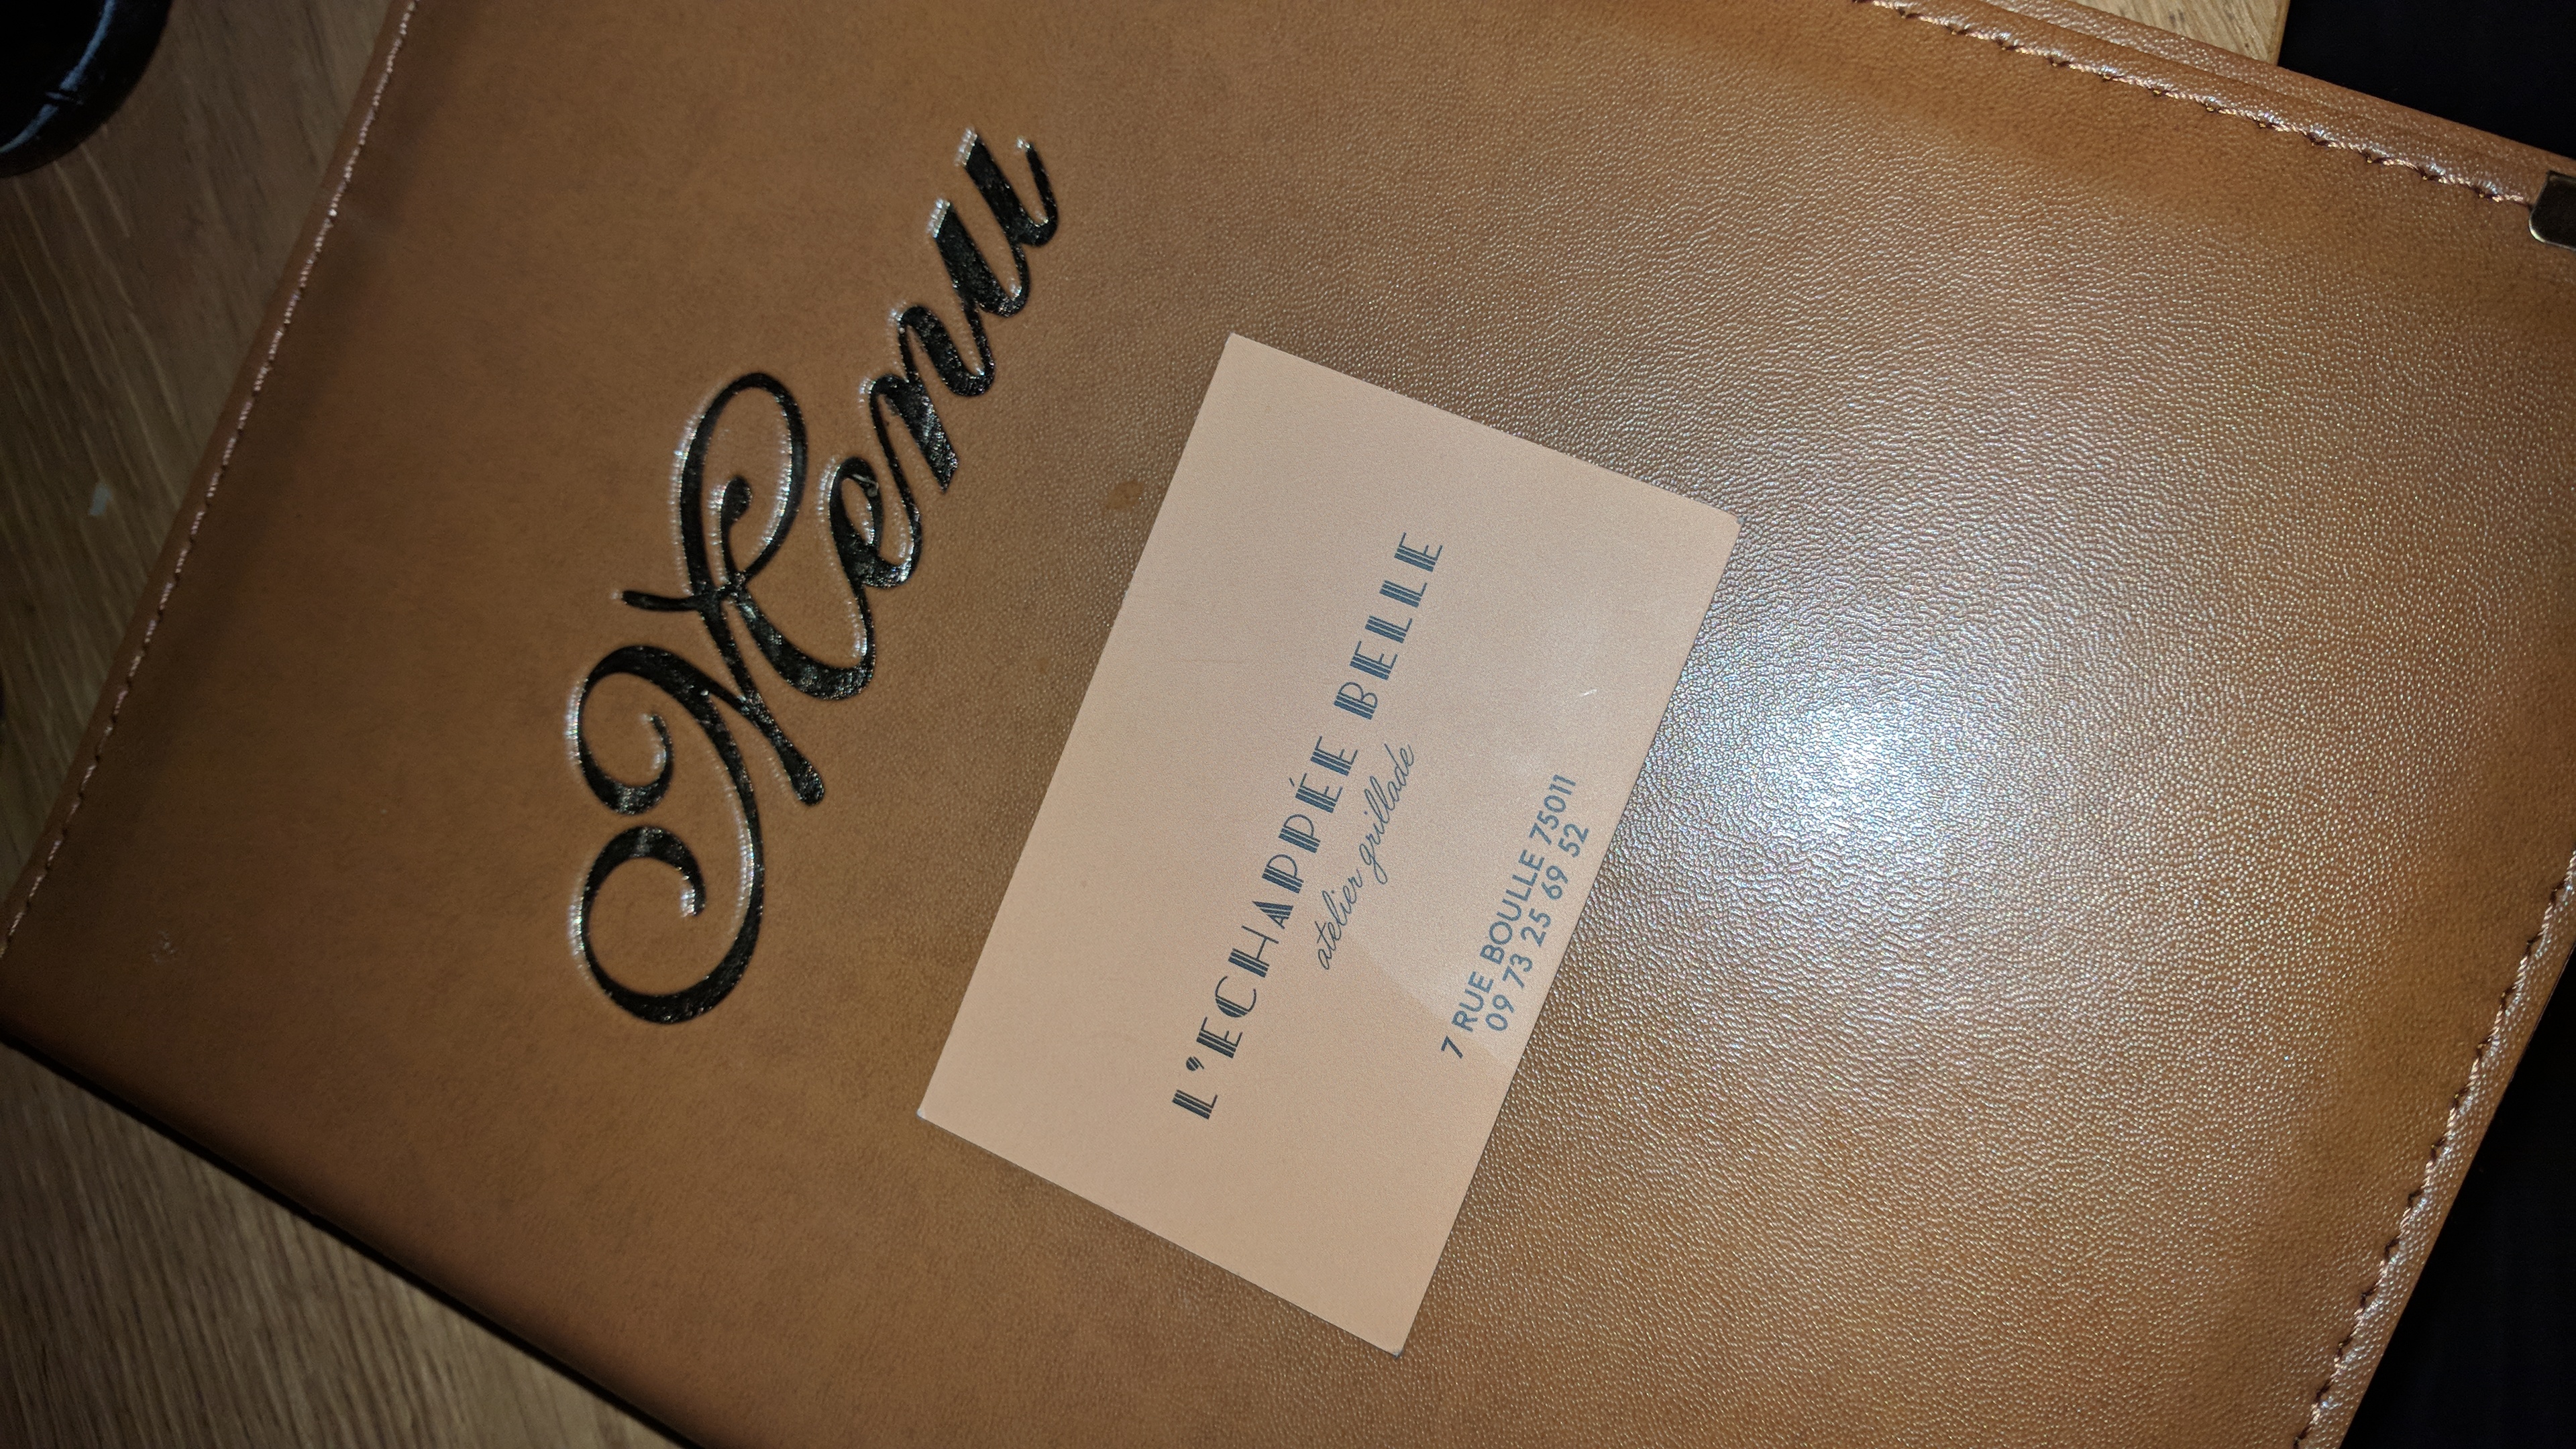 Menu
L'ECHAPPÉE BELLE
atelier grillade
7 RUE BOULLE 75011
09 73 25 69 52